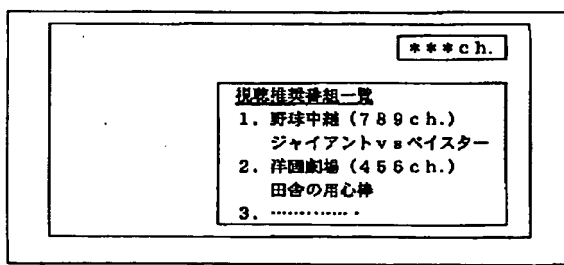 ＊＊＊ｃｈ．
視聴推奨番組一覧
１．野球中継（７８９ｃｈ．）
ジャイアントｖｓベイスター
２．洋画劇場（４５６ｃｈ．）
田舎の用心棒
３．・・・・・・・・・・・・